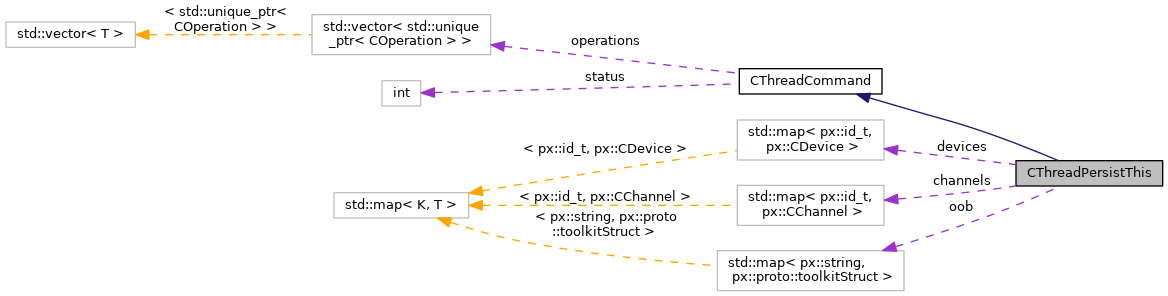 < std::unique_ptr<
COperation > >
std::vector< T >
std::vector< std::unique
_ptr< COperation > >
operations
status
int
CThreadCommand
std::map< px::id_t,
px::CDevice >
< px::id_t, px::CDevice >
devices
CThreadPersistThis
channels
< px::id_t, px::CChannel >
std::map< px::id_t,
px::CChannel >
std::map< K, T >
oob
< px::string, px::proto
::toolkitStruct >
std::map< px::string,
px::proto::toolkitStruct >